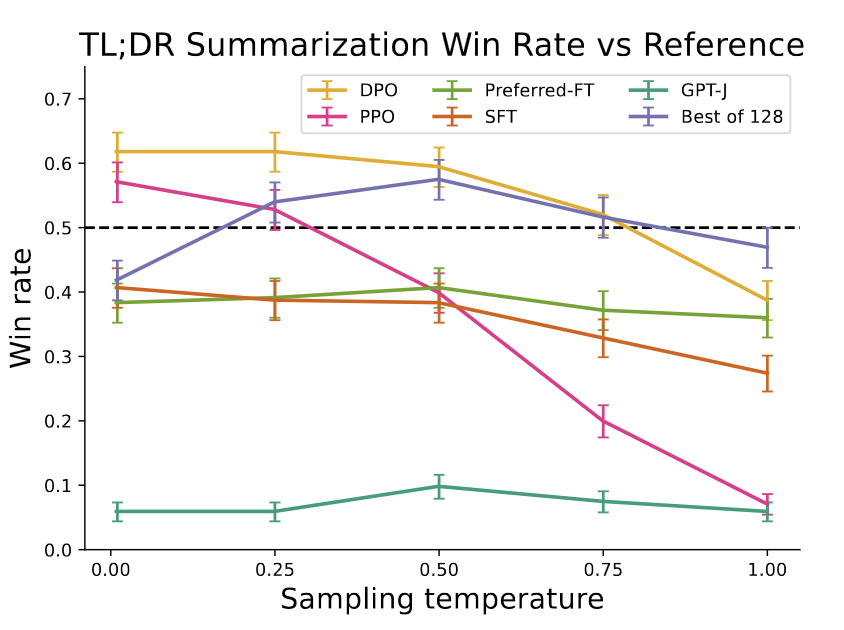 TL;DR Summarization Win Rate vs Reference
DPO Preferred-FT GPT-J
PPO SFT Best of 128
0.7
0.6
0.5
0.4
0.3
0.2
0.1
0.0
Win rate
0.00 0.25 0.50 0.75 1.00
Sampling temperature